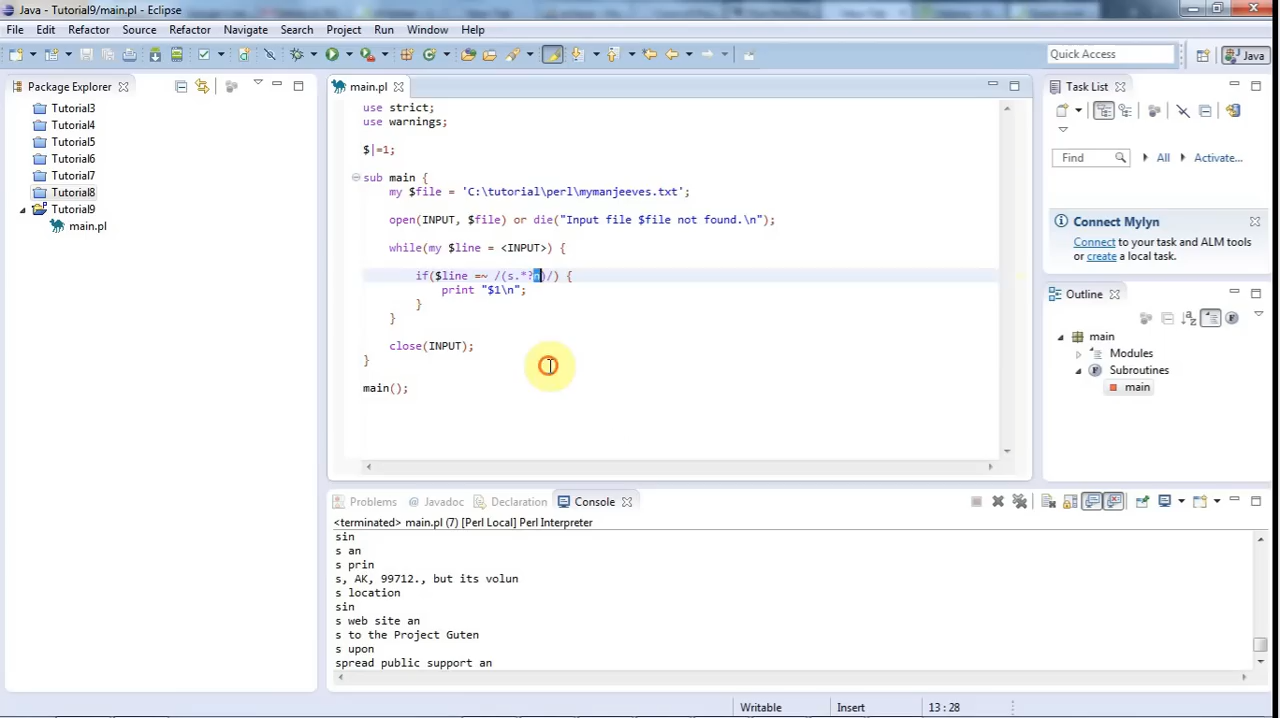 Java - Tutorial9/main.pl - Eclipse
File Edit Refactor Source Refactor Navigate Search Project Run Window Help
Quick Access
Java
Package Explorer
Tutorial3
Tutorial4
Tutorial5
Tutorial6
Tutorial7
Tutorial8
Tutorial9
main.pl
main.pl
use strict;
use warnings;
$|=1;
sub main {
my $file = 'C:\tutorial\perl\mymanjeeves.txt';
open(INPUT, $file) or die("Input file $file not found.\n");
while(my $line = <INPUT>) {
if($line =~ /(s.*?n)/) {
print "$1\n";
}
}
close(INPUT);
}
main();
Task List
Find
All
Activate...
Connect Mylyn
Connect to your task and ALM tools
or create a local task.
Outline
main
Modules
Subroutines
main
Problems Javadoc Declaration Console
<terminated> main.pl (7) [Perl Local] Perl Interpreter
sin
s an
s prin
s, AK, 99712., but its volun
s location
sin
s web site an
s to the Project Guten
s upon
spread public support an
Writable
Insert
13 : 28